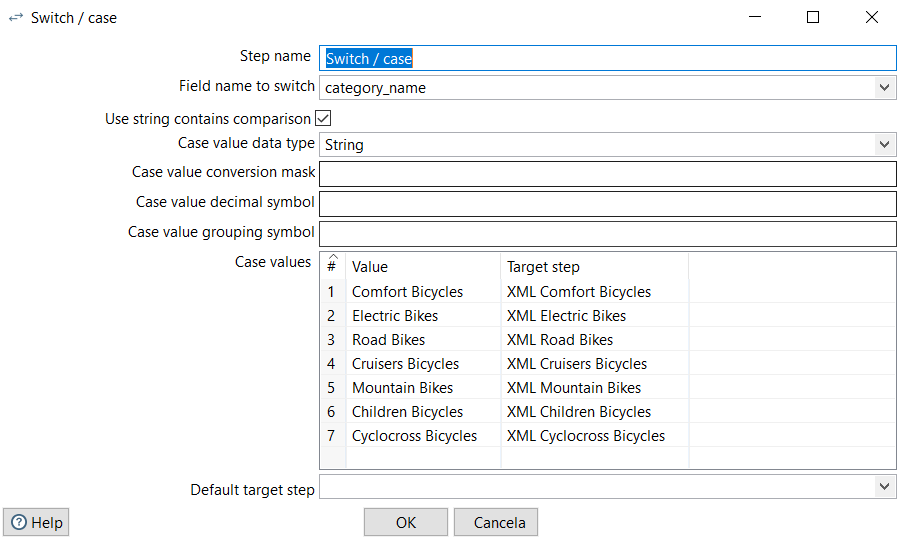 Switch / case
Step name Switch / case
Field name to switch category_name
Use string contains comparison
Case value data type String
Case value conversion mask
Case value decimal symbol
Case value grouping symbol
Case values # Value Target step
1 Comfort Bicycles XML Comfort Bicycles
2 Electric Bikes XML Electric Bikes
3 Road Bikes XML Road Bikes
4 Cruisers Bicycles XML Cruisers Bicycles
5 Mountain Bikes XML Mountain Bikes
6 Children Bicycles XML Children Bicycles
7 Cyclocross Bicycles XML Cyclocross Bicycles
Default target step
? Help OK Cancela